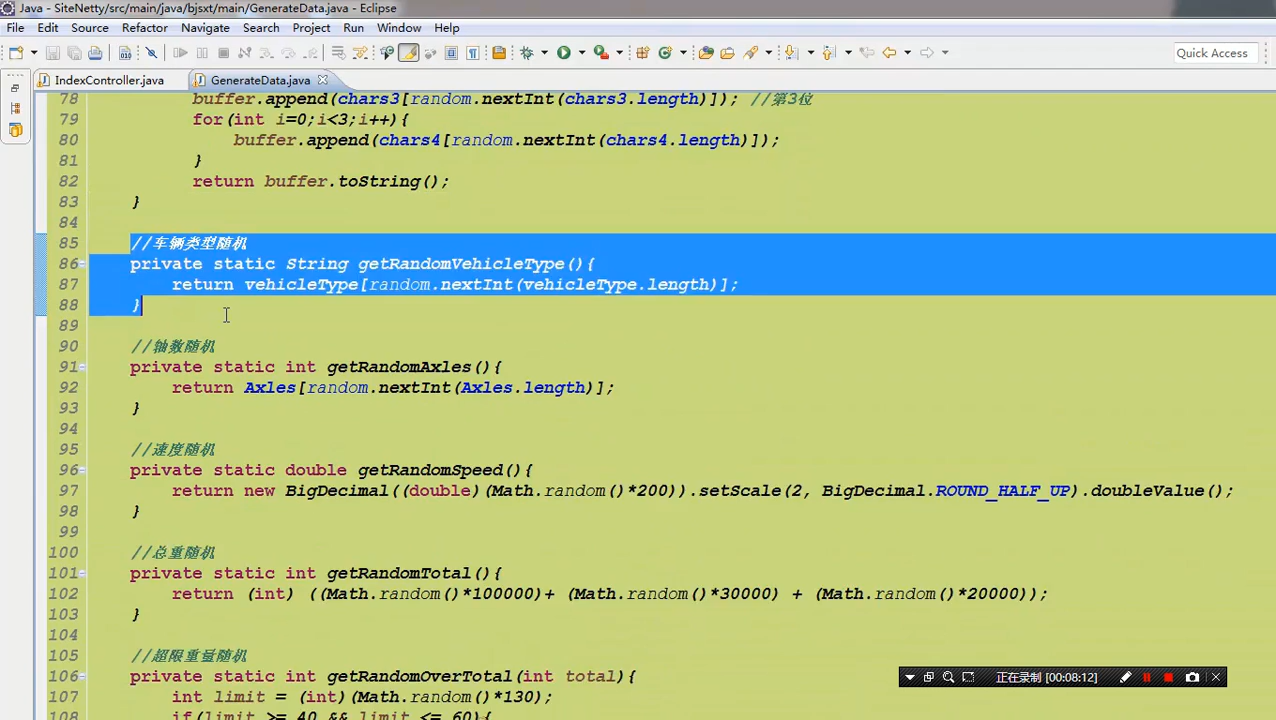 Java - SiteNetty/src/main/java/bjsxt/main/GenerateData.java - Eclipse
File Edit Source Refactor Navigate Search Project Run Window Help
Quick Access
IndexController.java GenerateData.java
78 buffer.append(chars3[random.nextInt(chars3.length)]); //第3位
79 for(int i=0;i<3;i++){
80 buffer.append(chars4[random.nextInt(chars4.length)]);
81 }
82 return buffer.toString();
83 }
84
85 //车辆类型随机
86 private static String getRandomVehicleType(){
87 return vehicleType[random.nextInt(vehicleType.length)];
88 }
89
90 //轴数随机
91 private static int getRandomAxles(){
92 return Axles[random.nextInt(Axles.length)];
93 }
94
95 //速度随机
96 private static double getRandomSpeed(){
97 return new BigDecimal((double)(Math.random()*200)).setScale(2, BigDecimal.ROUND_HALF_UP).doubleValue();
98 }
99
100 //总重随机
101 private static int getRandomTotal(){
102 return (int) ((Math.random()*100000)+ (Math.random()*30000) + (Math.random()*20000));
103 }
104
105 //超限重量随机
106 private static int getRandomOverTotal(int total){
107 int limit = (int)(Math.random()*130);
108 if(limit >= 40 && limit <= 60){
正在录制 [00:08:12]